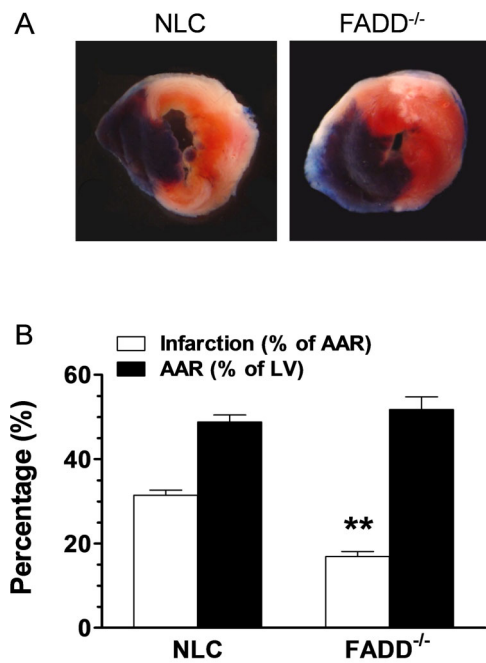 A
NLC
FADD-/-
B
Infarction (% of AAR)
AAR (% of LV)
Percentage (%)
60
40
20
0
**
NLC
FADD-/-